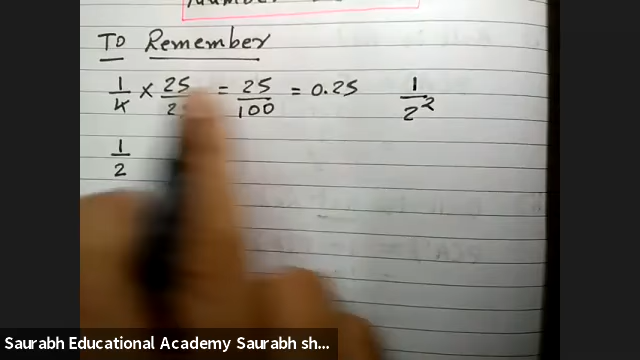 TO Remember
1/4 × 25/2 = 25/100 = 0.25 1/2²
1/2
Saurabh Educational Academy Saurabh sh...